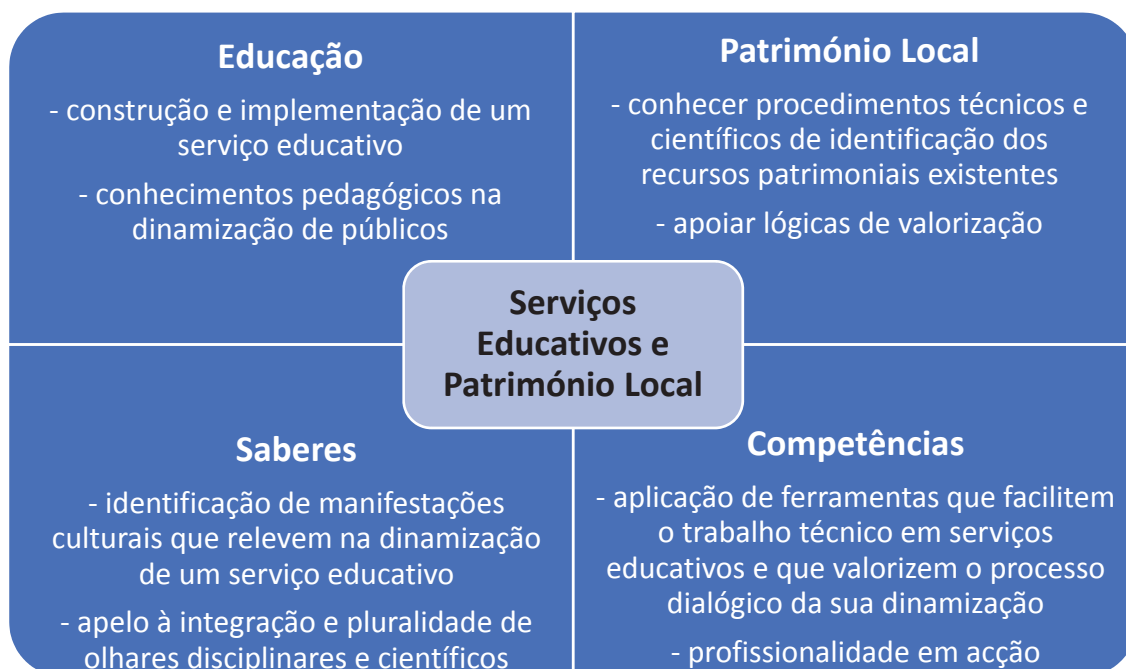 Educação
- construção e implementação de um
serviço educativo
- conhecimentos pedagógicos na
dinamização de públicos
Património Local
- conhecer procedimentos técnicos e
científicos de identificação dos
recursos patrimoniais existentes
- apoiar lógicas de valorização
Serviços
Educativos e
Património Local
Saberes
- identificação de manifestações
culturais que relevem na dinamização
de um serviço educativo
- apelo à integração e pluralidade de
olhares disciplinares e científicos
Competências
- aplicação de ferramentas que facilitem
o trabalho técnico em serviços
educativos e que valorizem o processo
dialógico da sua dinamização
- profissionalidade em acção